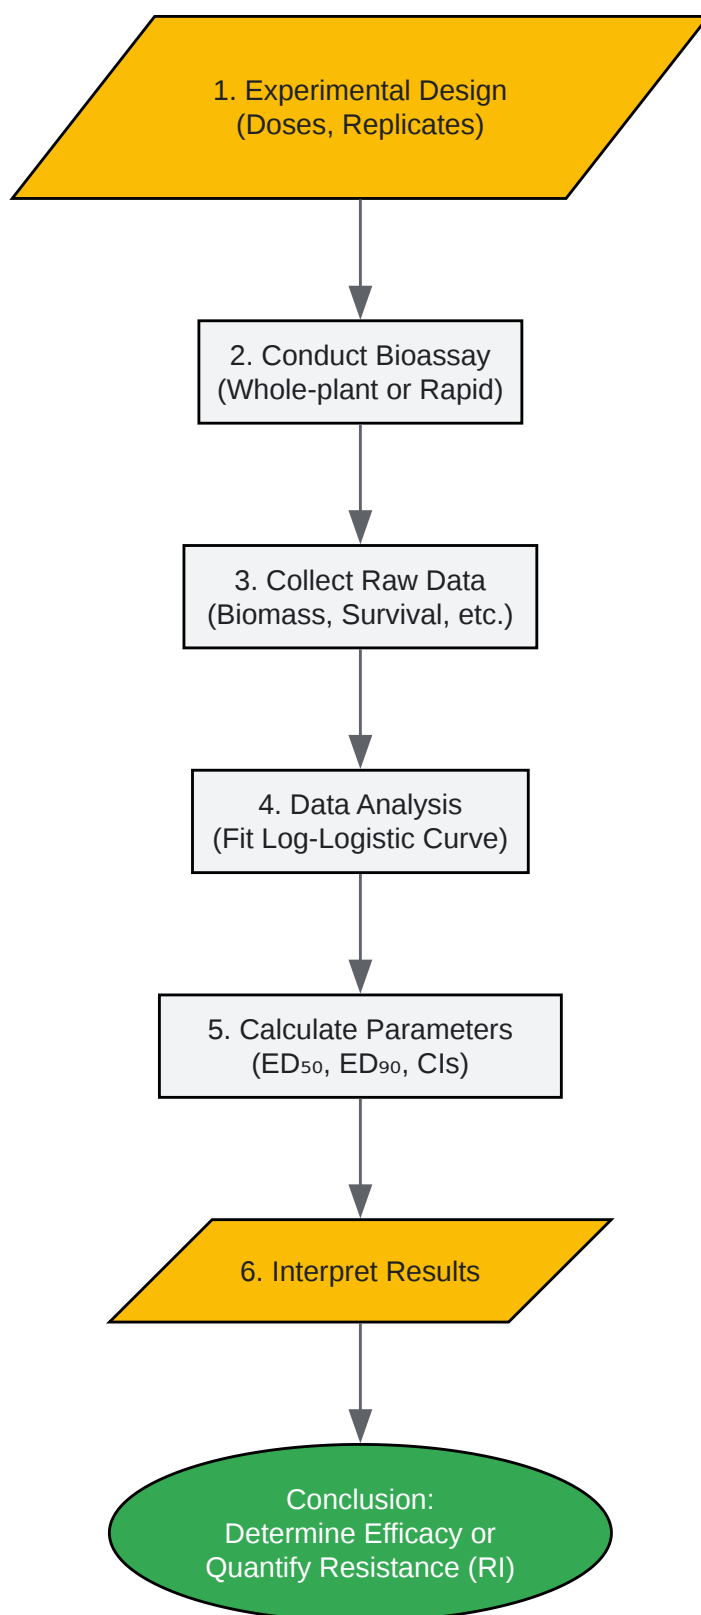 1. Experimental Design
(Doses, Replicates)
2. Conduct Bioassay
(Whole-plant or Rapid)
3. Collect Raw Data
(Biomass, Survival, etc.)
4. Data Analysis
(Fit Log-Logistic Curve)
5. Calculate Parameters
(ED₅₀, ED₉₀, CIs)
6. Interpret Results
Conclusion:
Determine Efficacy or
Quantify Resistance (RI)